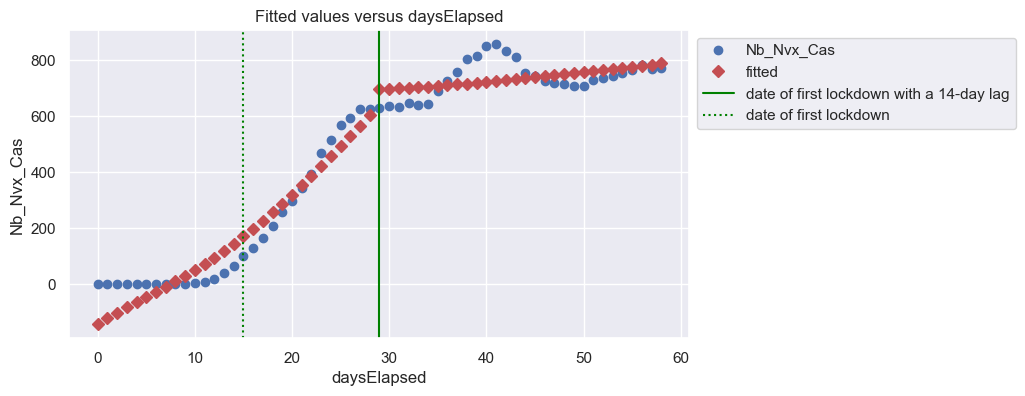 Fitted values versus daysElapsed
Nb_Nvx_Cas
800
600
400
200
0
0 10 20 30 40 50 60
daysElapsed
Nb_Nvx_Cas
fitted
date of first lockdown with a 14-day lag
date of first lockdown